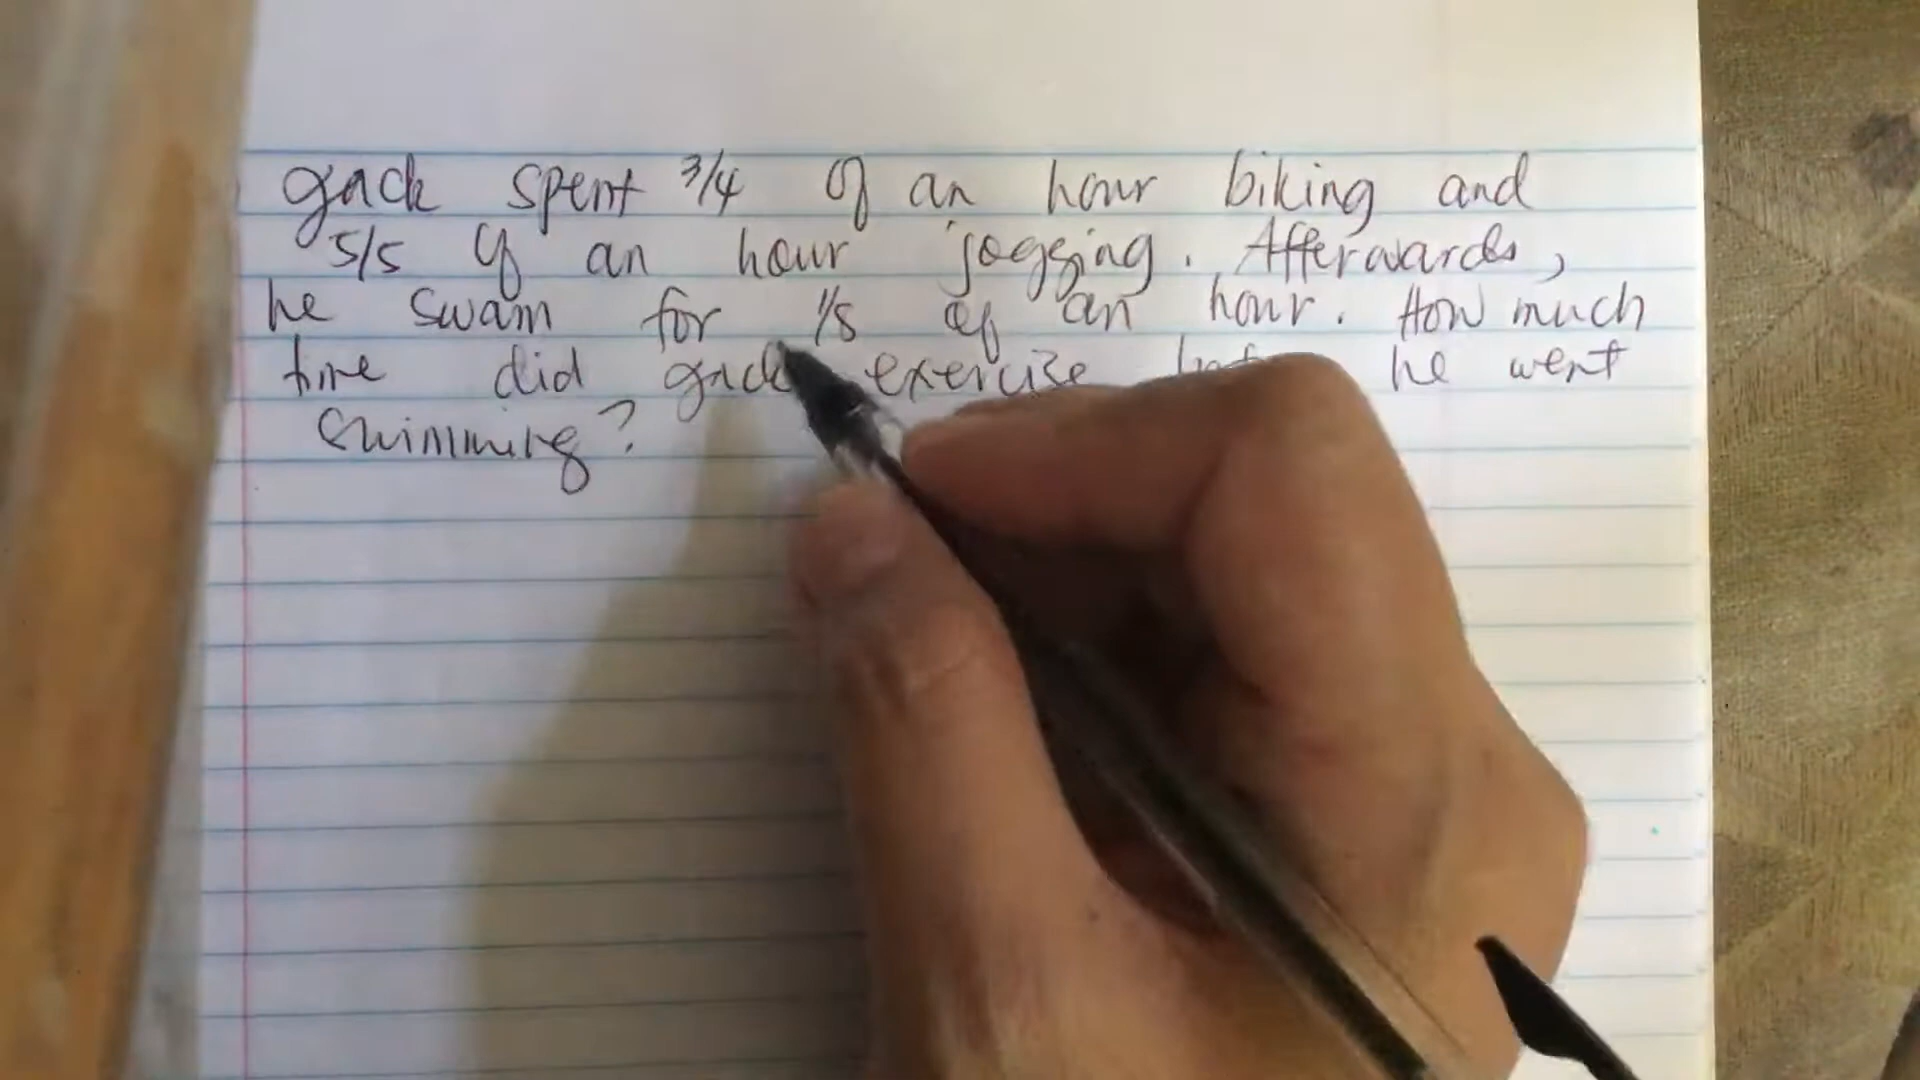 Jack spent 3/4 of an hour biking and
5/5 of an hour jogging. Afterwards,
he swam for 1/5 of an hour. How much
time did Jack exercise he went
swimming?